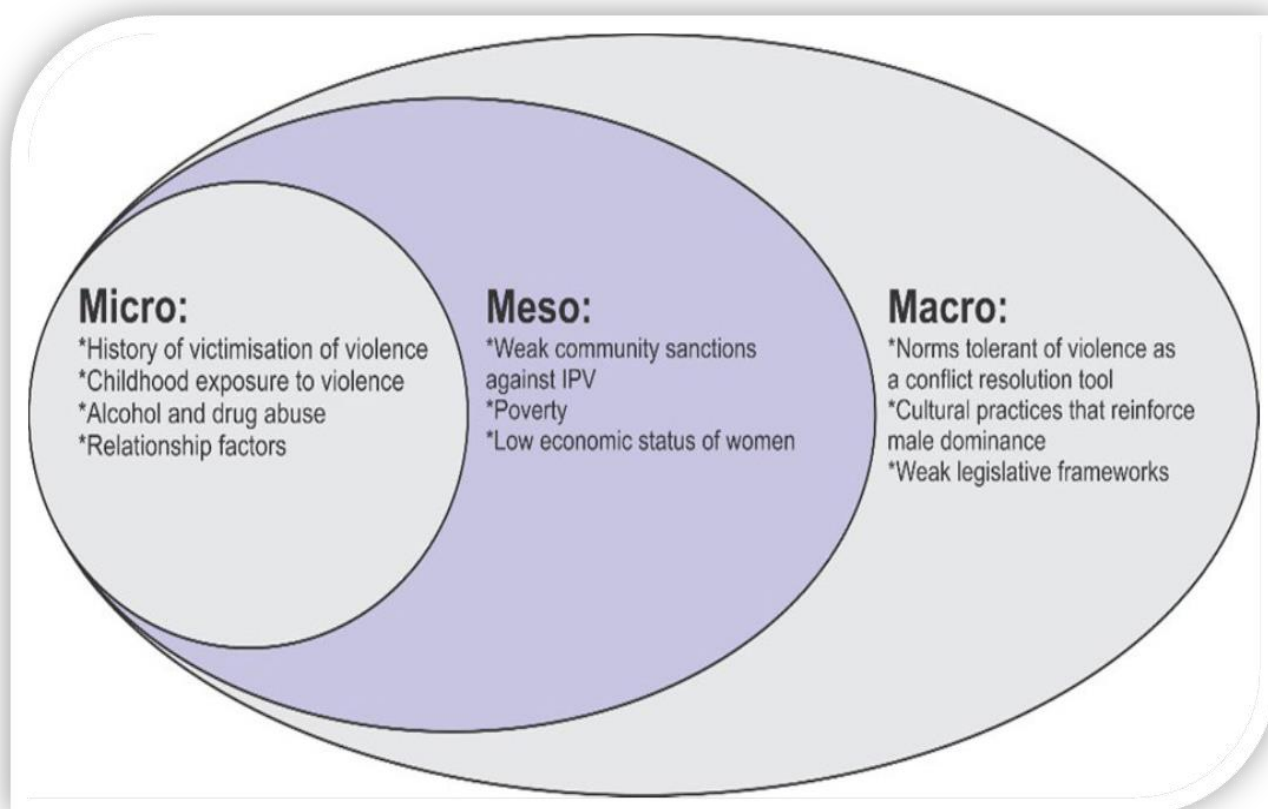 Micro:
*History of victimisation of violence
*Childhood exposure to violence
*Alcohol and drug abuse
*Relationship factors
Meso:
*Weak community sanctions
against IPV
*Poverty
*Low economic status of women
Macro:
*Norms tolerant of violence as
a conflict resolution tool
*Cultural practices that reinforce
male dominance
*Weak legislative frameworks